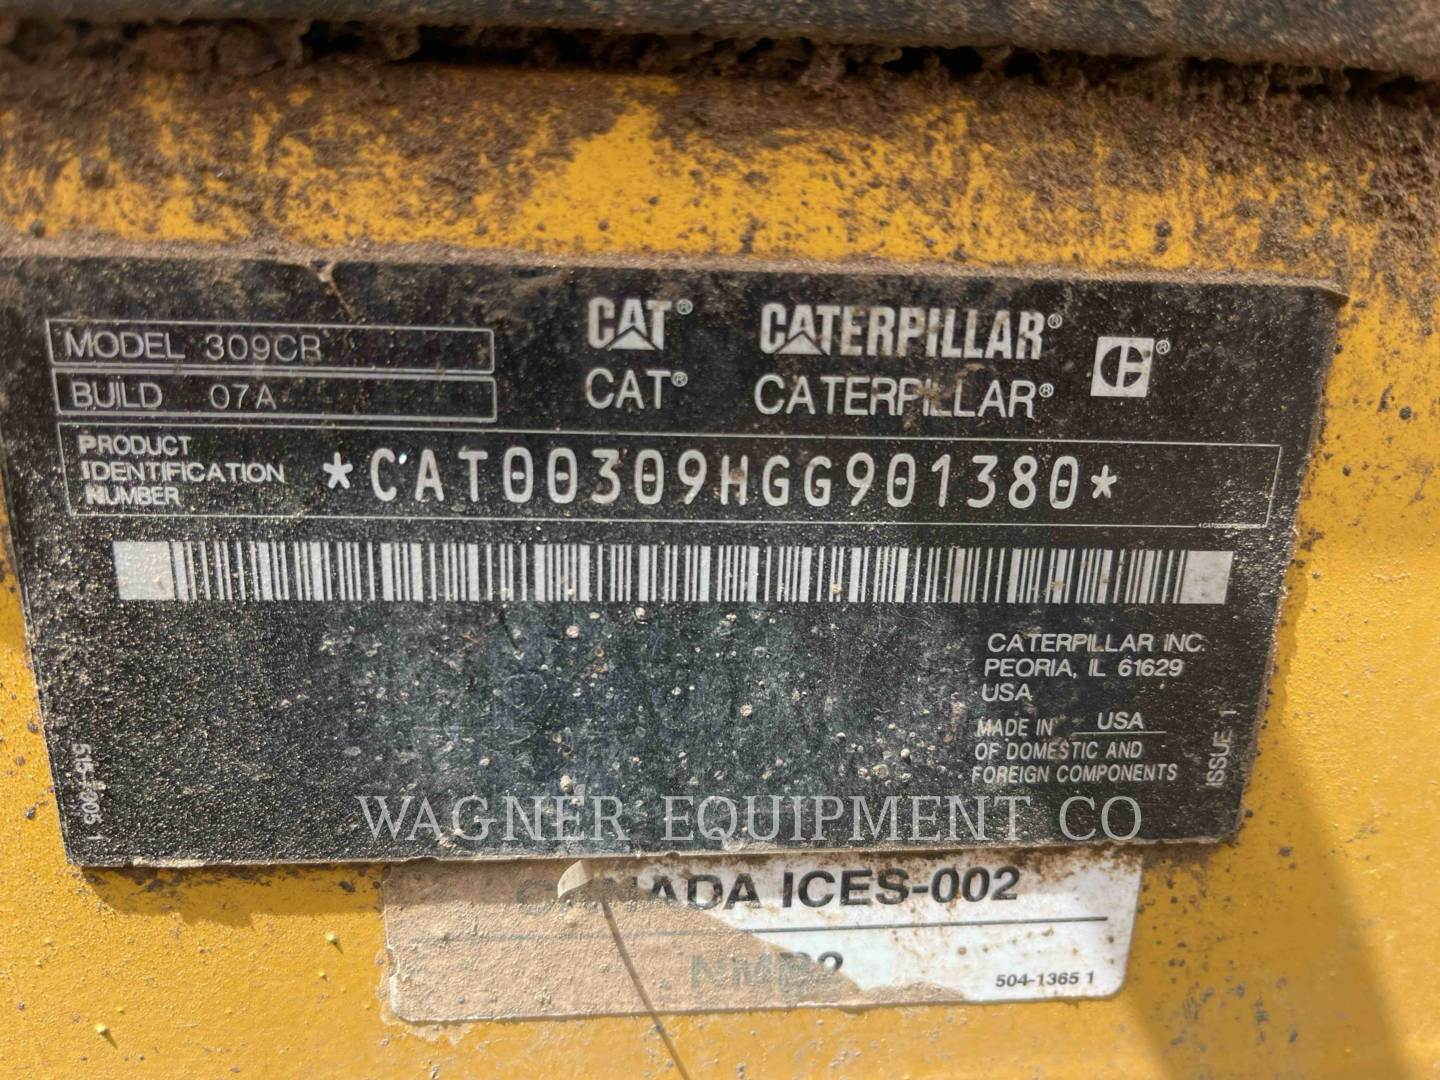 MODEL 309CR
BUILD 07A
CAT® CATERPILLAR® ®
CAT® CATERPILLAR®
PRODUCT IDENTIFICATION NUMBER
*CAT00309HGG901380*
CATERPILLAR INC.
PEORIA, IL 61629
USA
MADE IN USA
OF DOMESTIC AND
FOREIGN COMPONENTS
ISSUE 1
WAGNER EQUIPMENT CO
CANADA ICES-002
504-1365 1